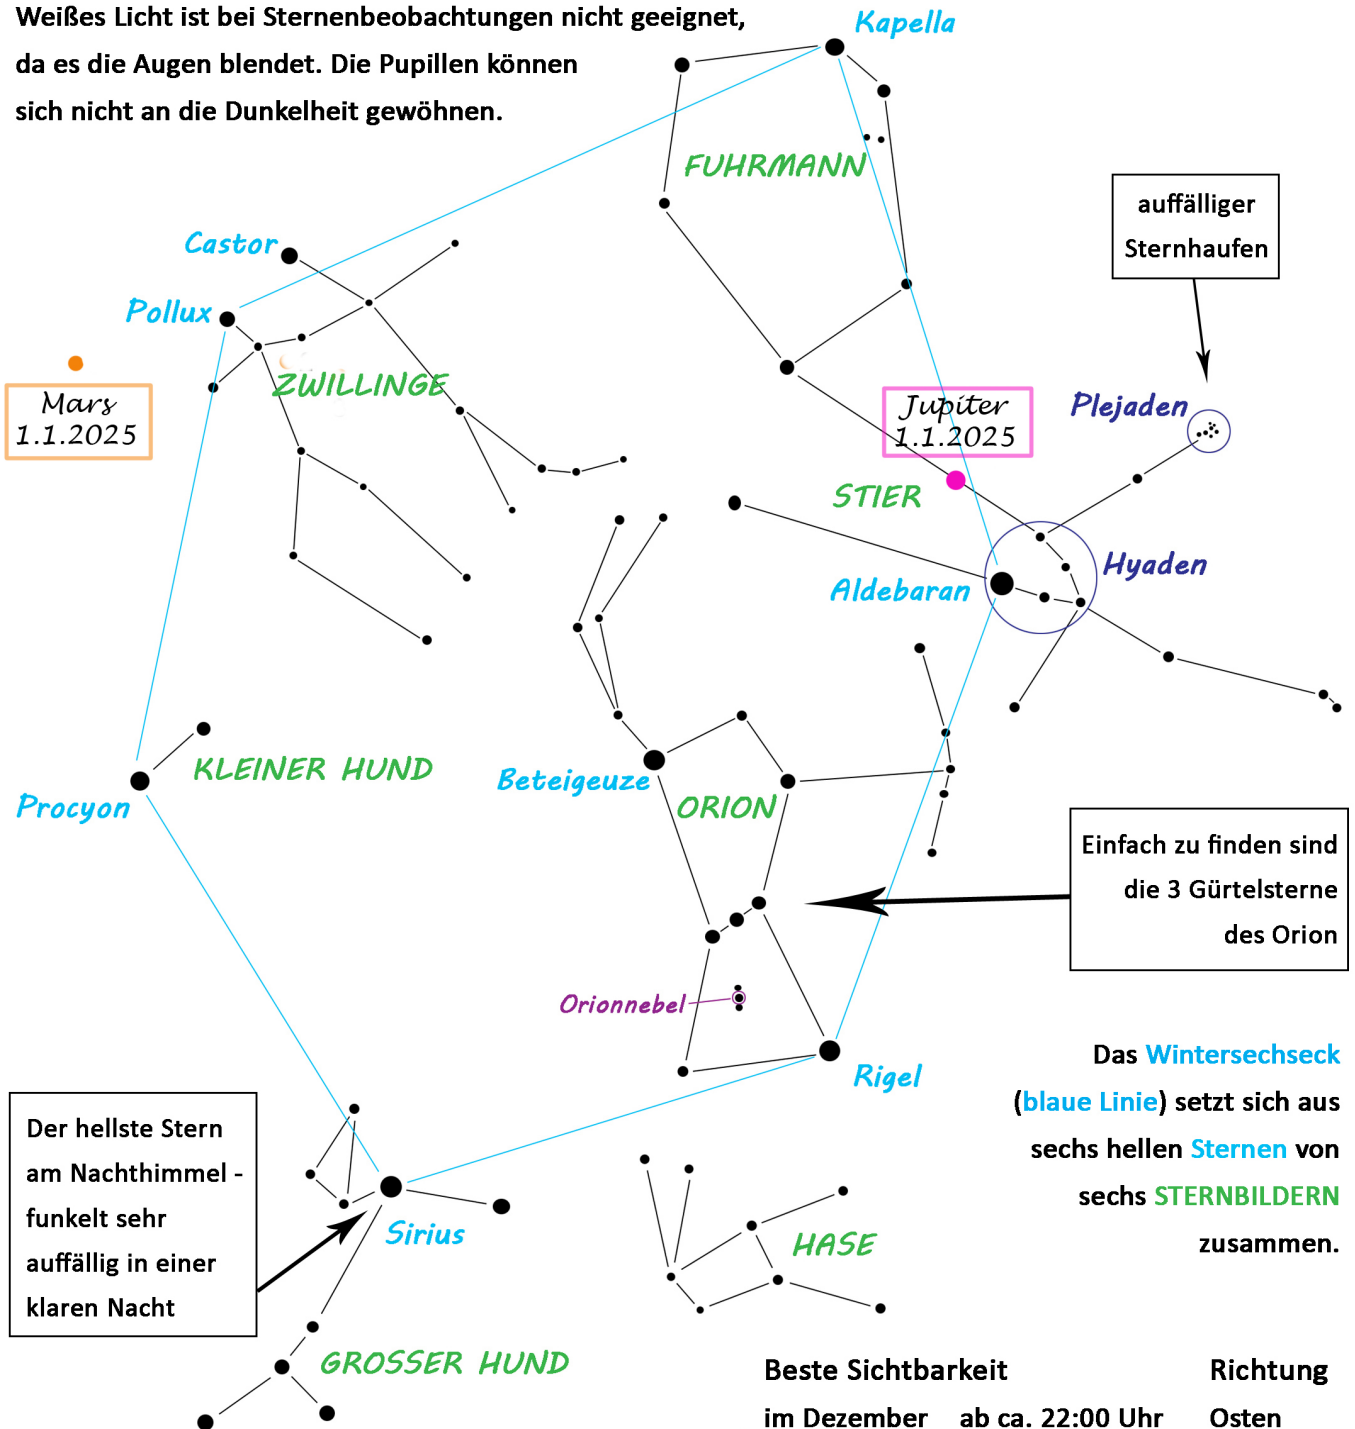 Weißes Licht ist bei Sternenbeobachtungen nicht geeignet,
da es die Augen blendet. Die Pupillen können
sich nicht an die Dunkelheit gewöhnen.
Kapella
FUHRMANN
auffälliger
Sternhaufen
Castor
Pollux
ZWILLINGE
Mars
1.1.2025
Jupiter
1.1.2025
Plejaden
STIER
Hyaden
Aldebaran
KLEINER HUND
Procyon
Beteigeuze
ORION
Einfach zu finden sind
die 3 Gürtelsterne
des Orion
Orionnebel
Rigel
Das Wintersechseck
(blaue Linie) setzt sich aus
sechs hellen Sternen von
sechs STERNBILDERN
zusammen.
Der hellste Stern
am Nachthimmel -
funkelt sehr
auffällig in einer
klaren Nacht
Sirius
HASE
GROSSER HUND
Beste Sichtbarkeit Richtung
im Dezember ab ca. 22:00 Uhr Osten